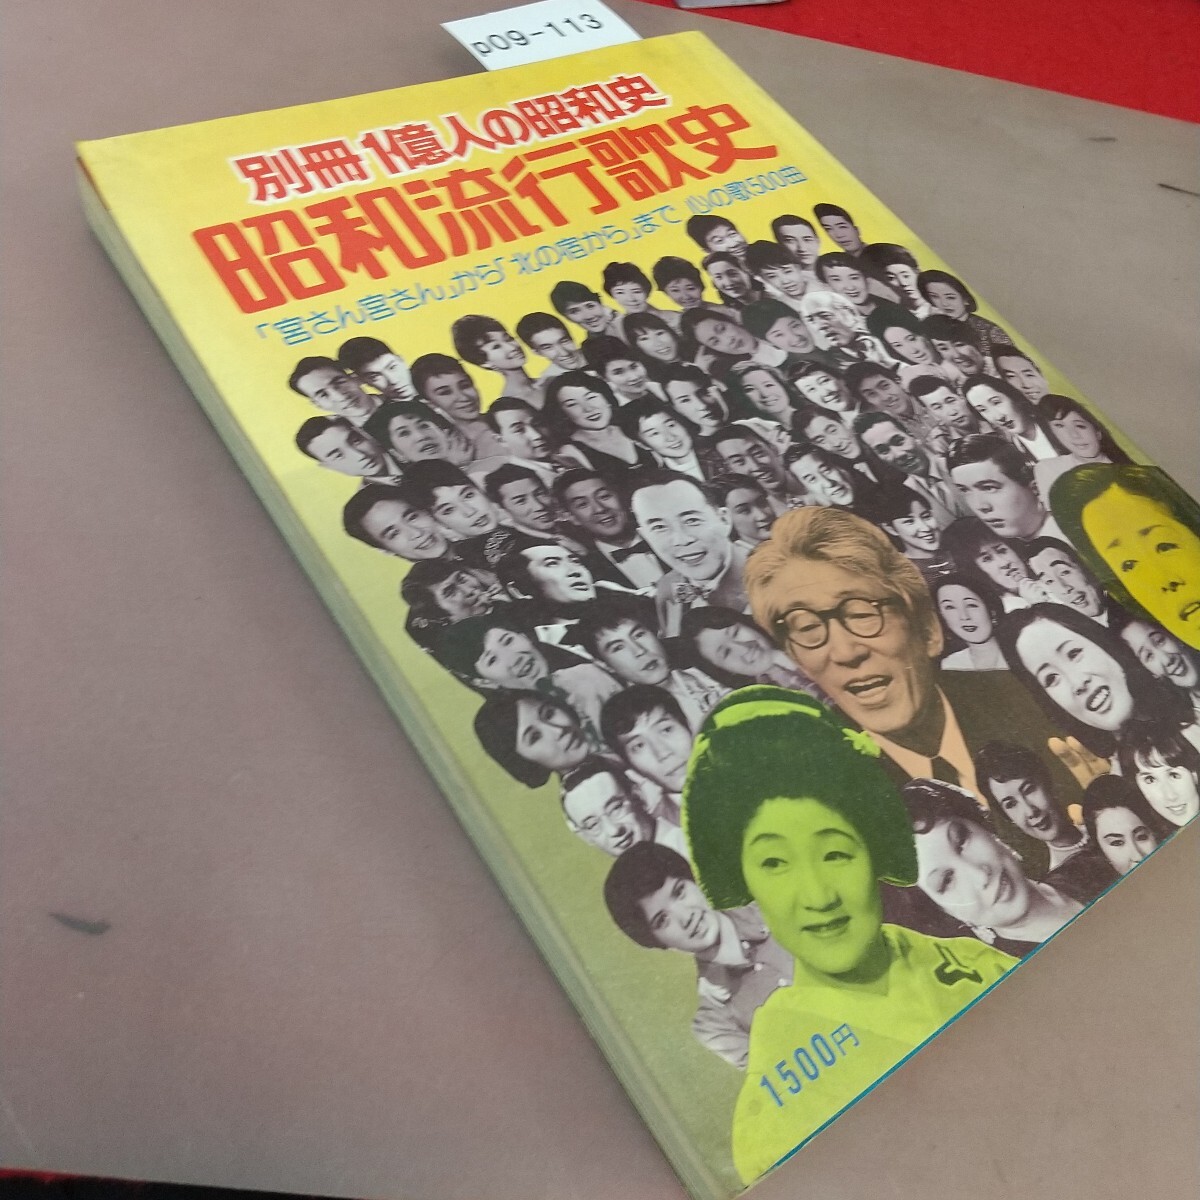 p09-113
別冊1億人の昭和史
昭和流行歌史
「宮さん宮さん」から「北の宿から」まで 心の歌500曲
1500円